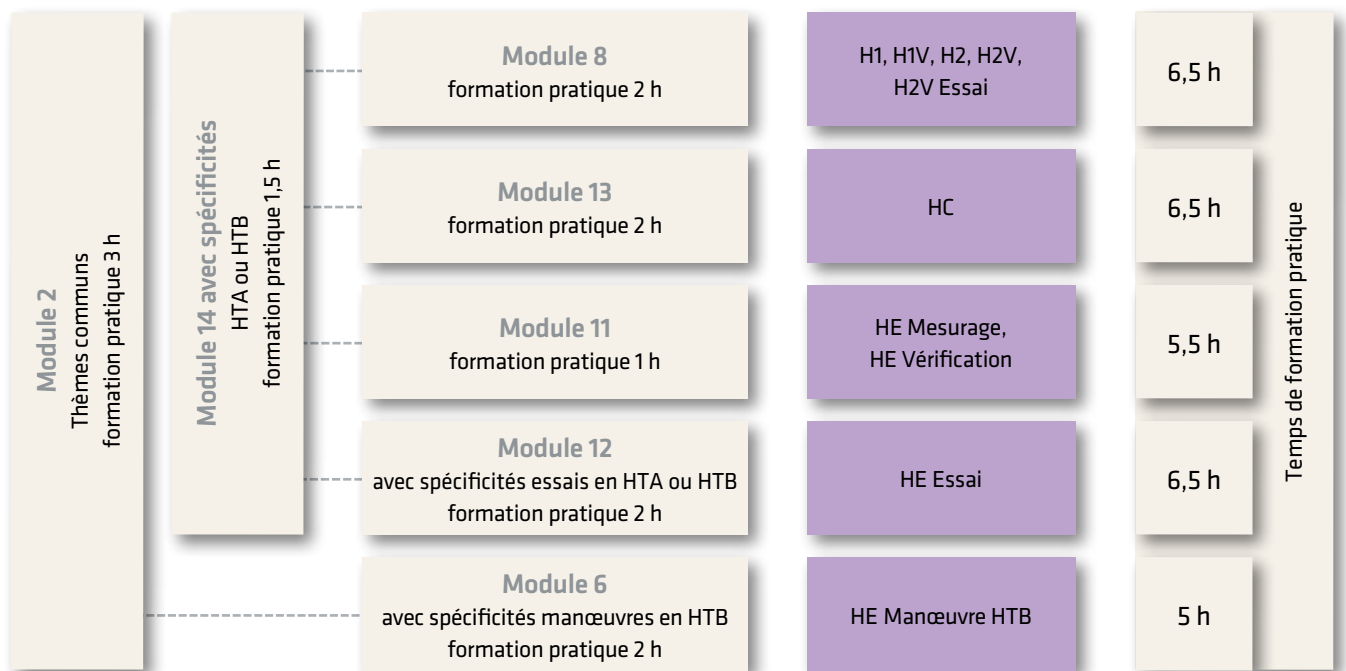 Module 2
Thèmes communs
formation pratique 3 h
Module 14 avec spécificités
HTA ou HTB
formation pratique 1,5 h
Module 8
formation pratique 2 h
H1, H1V, H2, H2V,
H2V Essai
6,5 h
Module 13
formation pratique 2 h
HC
6,5 h
Module 11
formation pratique 1 h
HE Mesurage,
HE Vérification
5,5 h
Module 12
avec spécificités essais en HTA ou HTB
formation pratique 2 h
HE Essai
6,5 h
Module 6
avec spécificités manœuvres en HTB
formation pratique 2 h
HE Manœuvre HTB
5 h
Temps de formation pratique